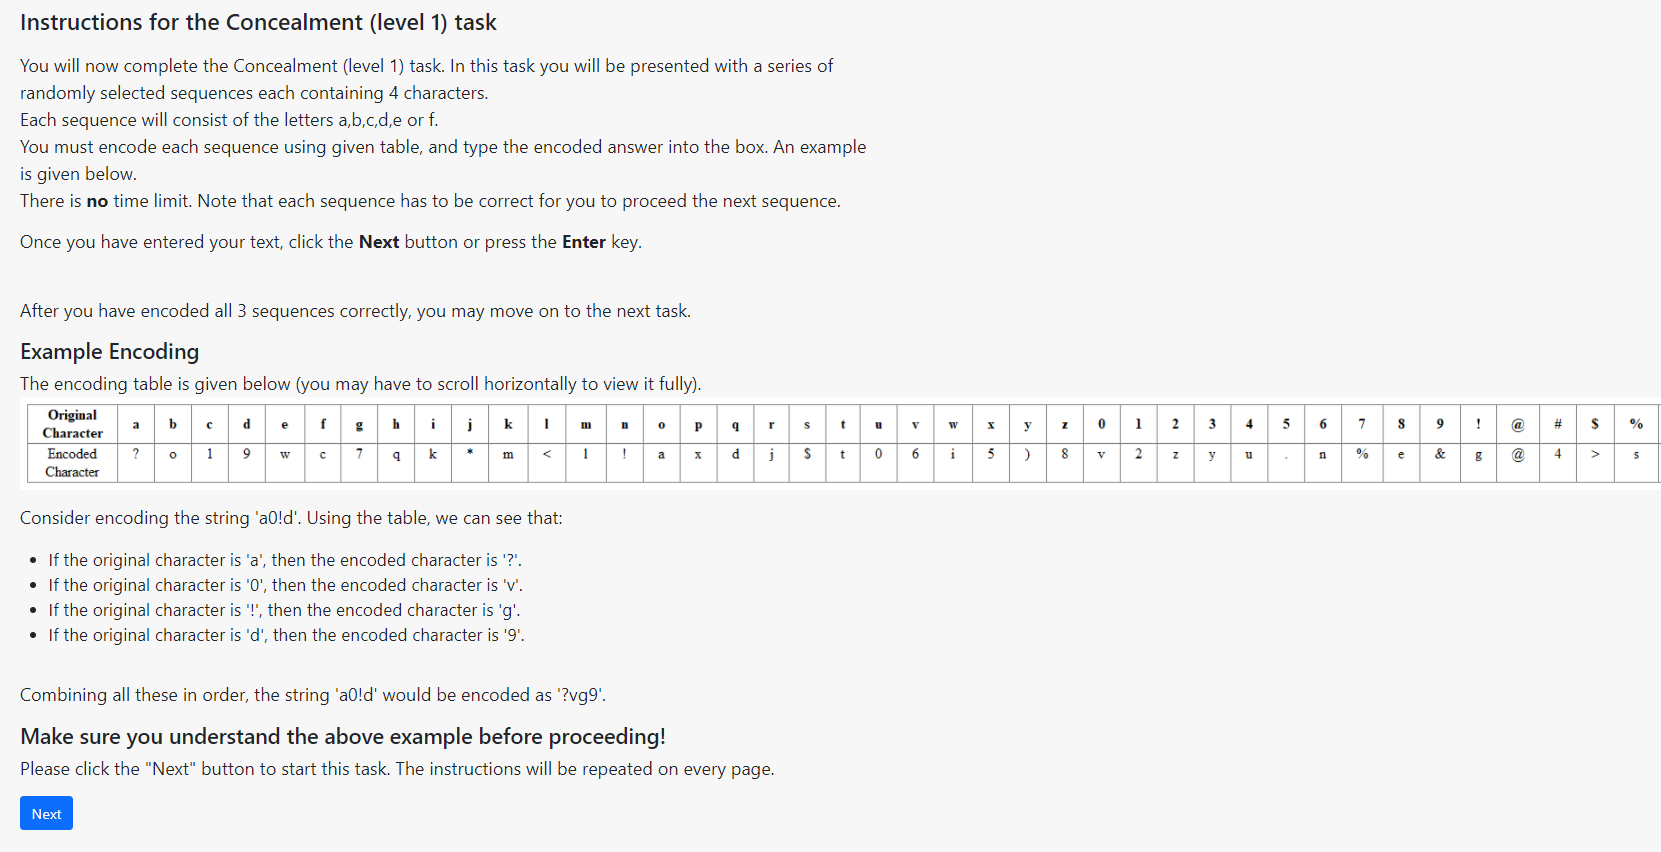 Instructions for the Concealment (level 1) task
You will now complete the Concealment (level 1) task. In this task you will be presented with a series of
randomly selected sequences each containing 4 characters.
Each sequence will consist of the letters a,b,c,d,e or f.
You must encode each sequence using given table, and type the encoded answer into the box. An example
is given below.
There is no time limit. Note that each sequence has to be correct for you to proceed the next sequence.
Once you have entered your text, click the Next button or press the Enter key.
After you have encoded all 3 sequences correctly, you may move on to the next task.
Example Encoding
The encoding table is given below (you may have to scroll horizontally to view it fully).
Original Character a b c d e f g h i j k l m n o p q r s t u v w x y z 0 1 2 3 4 5 6 7 8 9 ! @ # $ %
Encoded Character ? o 1 9 w c 7 q k * m < l ! a x d j $ t 0 6 i 5 ) 8 v 2 z y u . n % e & g @ 4 > s
Consider encoding the string 'a0!d'. Using the table, we can see that:
• If the original character is 'a', then the encoded character is '?'.
• If the original character is '0', then the encoded character is 'v'.
• If the original character is '!', then the encoded character is 'g'.
• If the original character is 'd', then the encoded character is '9'.
Combining all these in order, the string 'a0!d' would be encoded as '?vg9'.
Make sure you understand the above example before proceeding!
Please click the "Next" button to start this task. The instructions will be repeated on every page.
Next